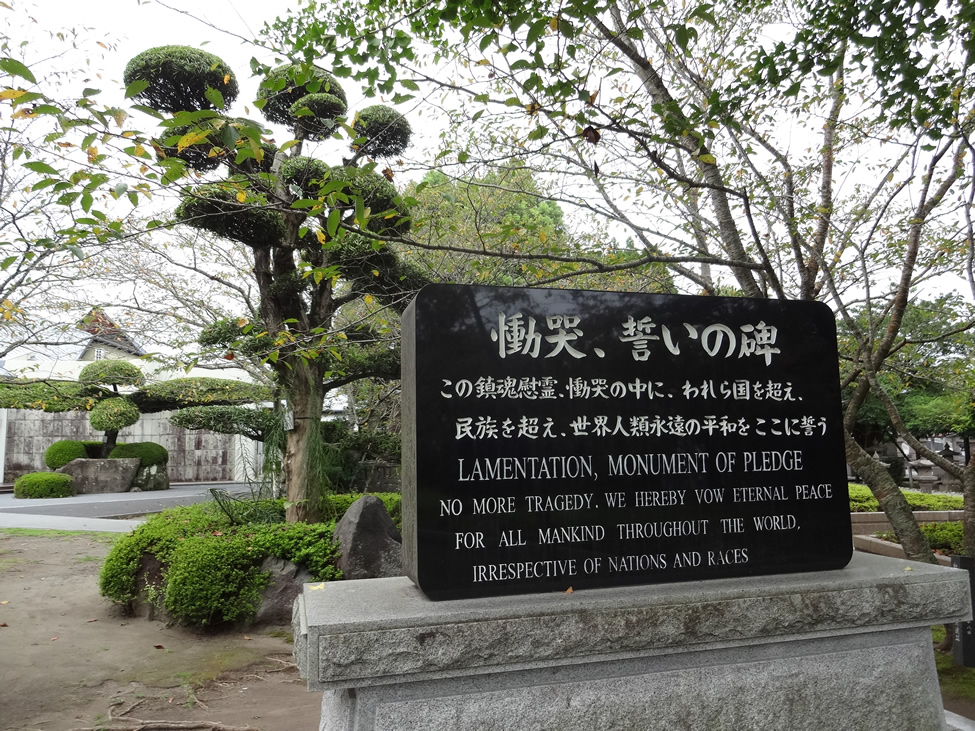 慟哭、誓いの碑
この鎮魂慰霊、慟哭の中に、われら国を超え、
民族を超え、世界人類永遠の平和をここに誓う
LAMENTATION, MONUMENT OF PLEDGE
NO MORE TRAGEDY. WE HEREBY VOW ETERNAL PEACE
FOR ALL MANKIND THROUGHOUT THE WORLD,
IRRESPECTIVE OF NATIONS AND RACES